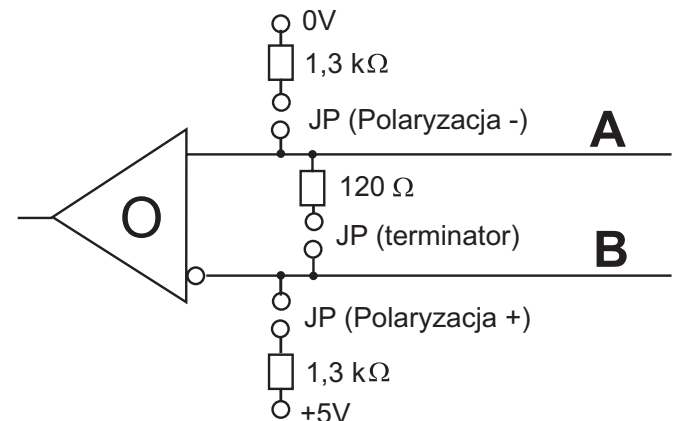 0V
1,3 kΩ
JP (Polaryzacja -)
A
120 Ω
O
JP (terminator)
B
JP (Polaryzacja +)
1,3 kΩ
+5V